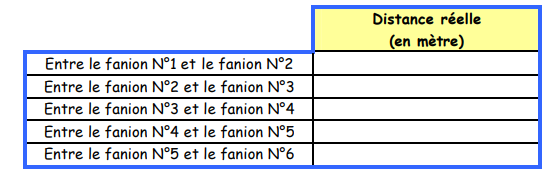 Distance réelle
(en mètre)
Entre le fanion N°1 et le fanion N°2
Entre le fanion N°2 et le fanion N°3
Entre le fanion N°3 et le fanion N°4
Entre le fanion N°4 et le fanion N°5
Entre le fanion N°5 et le fanion N°6